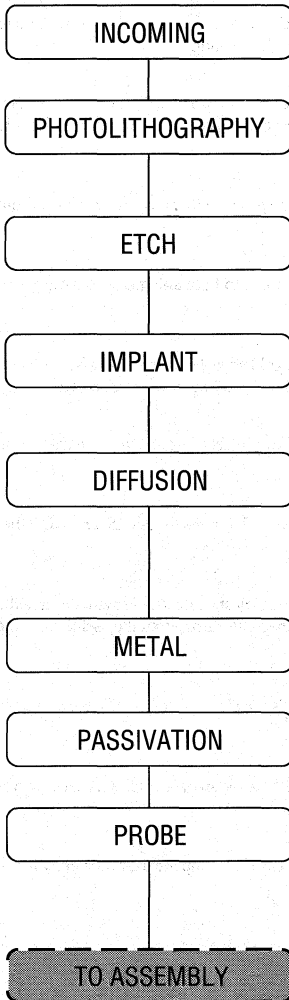 INCOMING
PHOTOLITHOGRAPHY
ETCH
IMPLANT
DIFFUSION
METAL
PASSIVATION
PROBE
TO ASSEMBLY